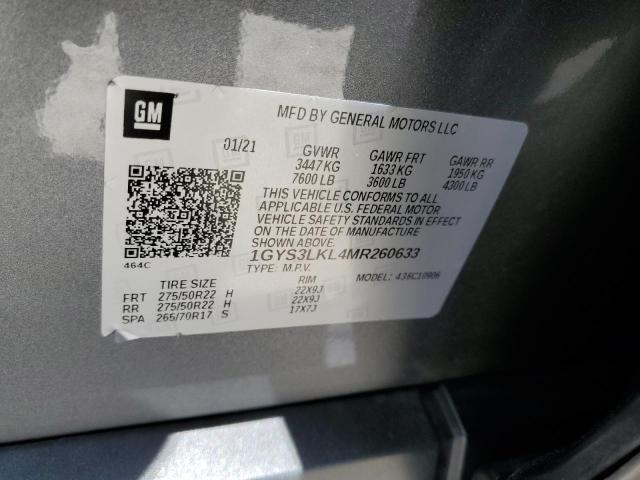 GM
MFD BY GENERAL MOTORS LLC
01/21 GVWR GAWR FRT GAWR RR
3447 KG 1633 KG 1950 KG
7600 LB 3600 LB 4300 LB
THIS VEHICLE CONFORMS TO ALL
APPLICABLE U.S. FEDERAL MOTOR
VEHICLE SAFETY STANDARDS IN EFFECT
ON THE DATE OF MANUFACTURE
SHOWN ABOVE.
464C 1GYS3LKL4MR260633
TYPE: M.P.V. MODEL: 436C10906
TIRE SIZE RIM
FRT 275/50R22 H 22X9J
RR 275/50R22 H 22X9J
SPA 265/70R17 S 17X7J